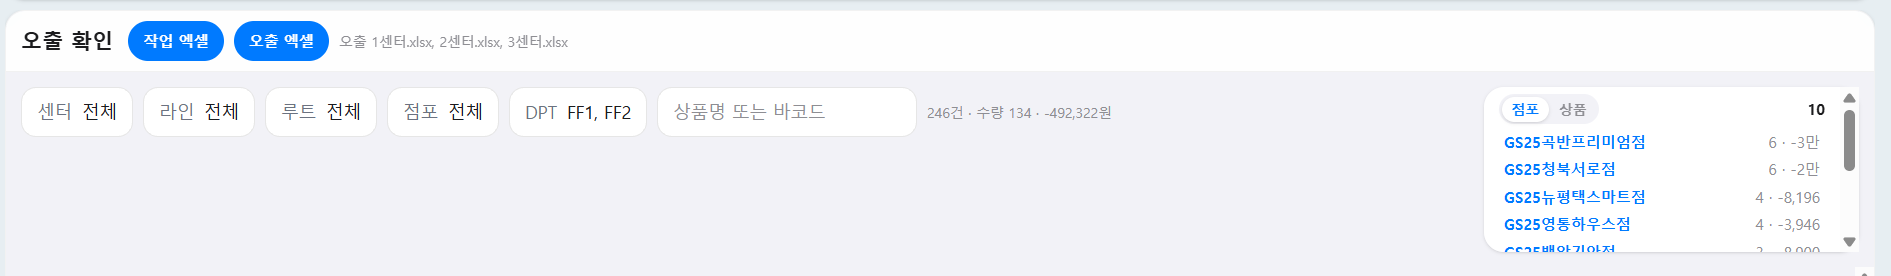 오출 확인 작업 엑셀 오출 엑셀 오출 1센터.xlsx, 2센터.xlsx, 3센터.xlsx
센터 전체 라인 전체 루트 전체 점포 전체 DPT FF1, FF2 상품명 또는 바코드 246건 · 수량 134 · -492,322원
점포 상품 10
GS25곡반프리미엄점 6 · -3만
GS25청북서로점 6 · -2만
GS25뉴평택스마트점 4 · -8,196
GS25영통하우스점 4 · -3,946